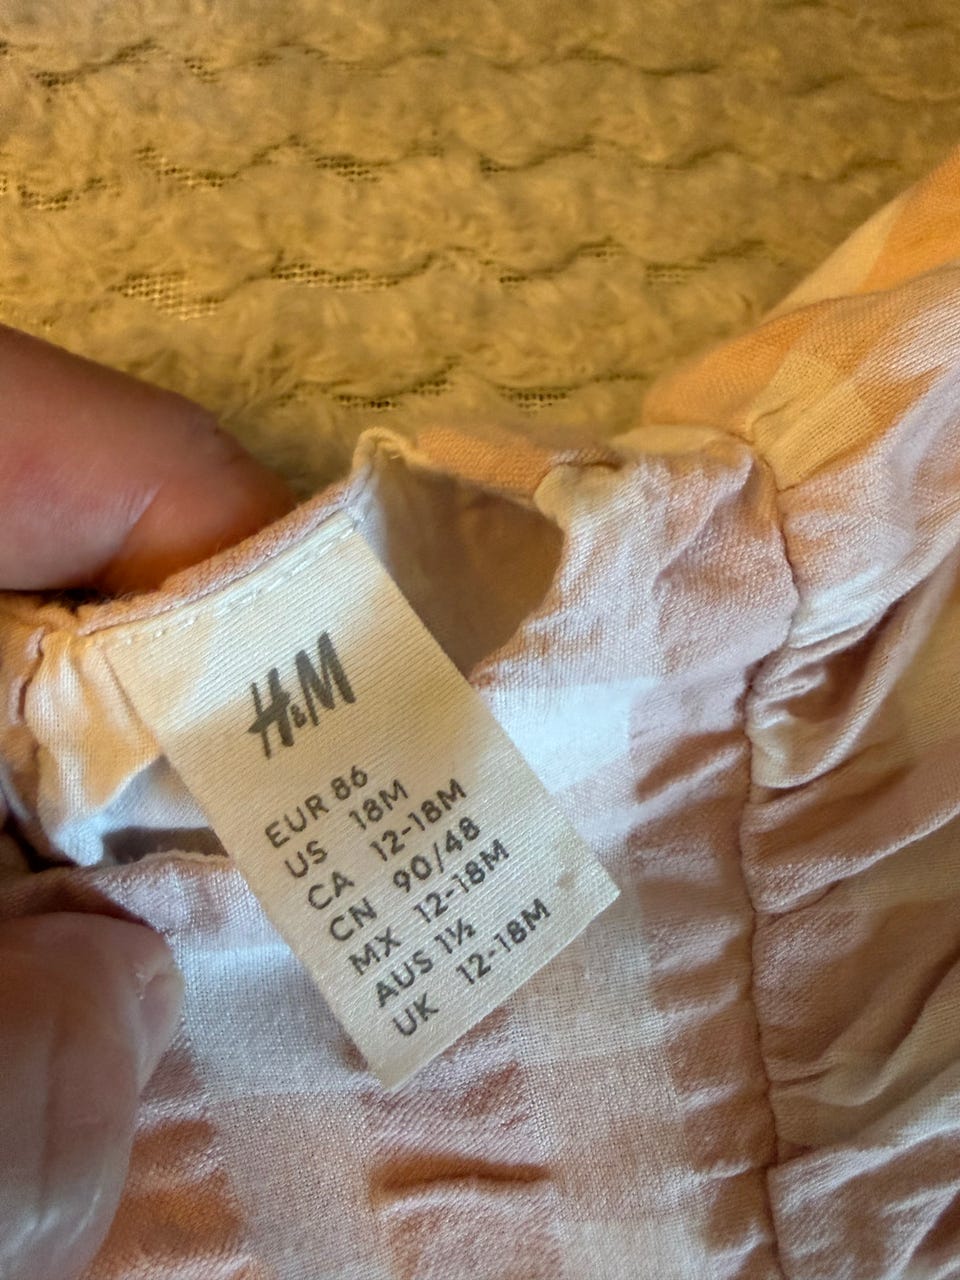 H&M
EUR 86
US 18M
CA 12-18M
CN 90/48
MX 12-18M
AUS 1½
UK 12-18M